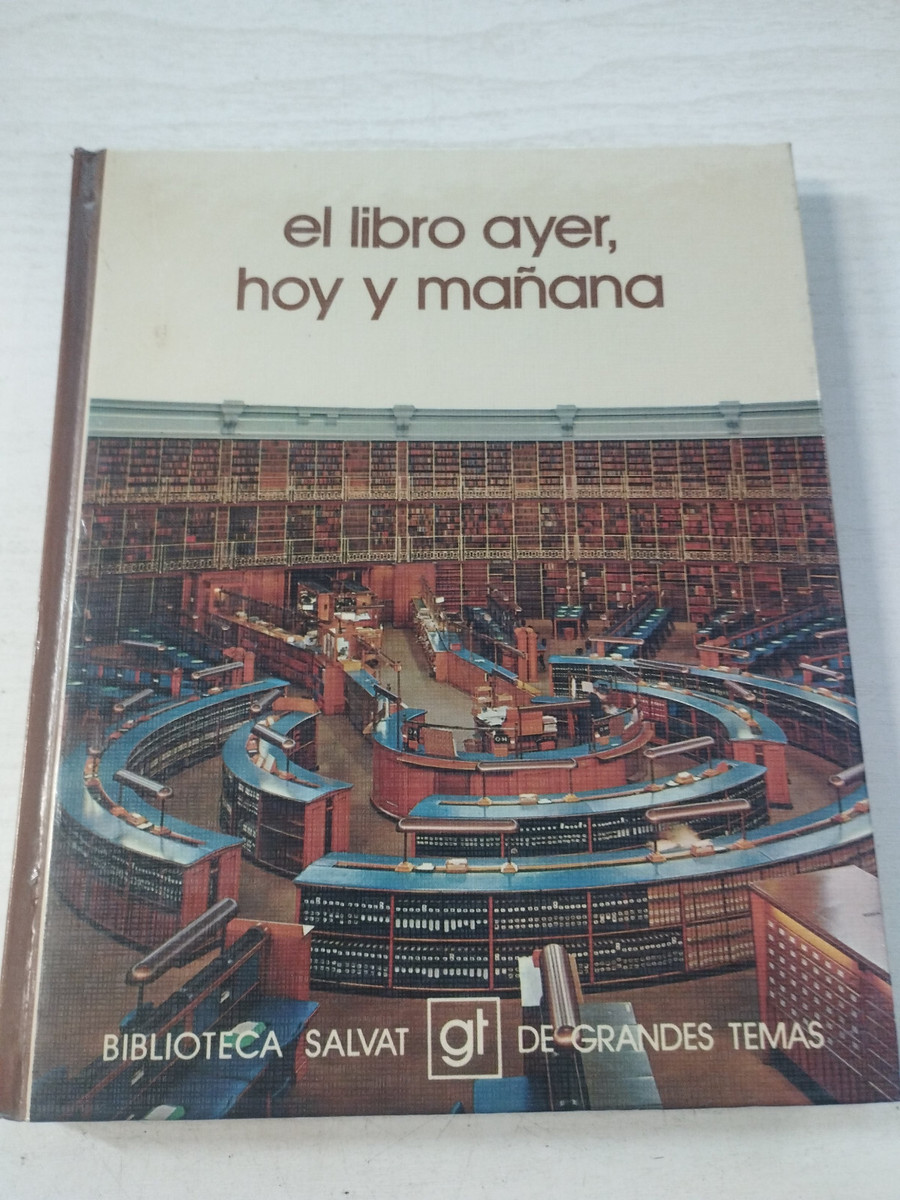 el libro ayer,
hoy y mañana
BIBLIOTECA SALVAT gt DE GRANDES TEMAS